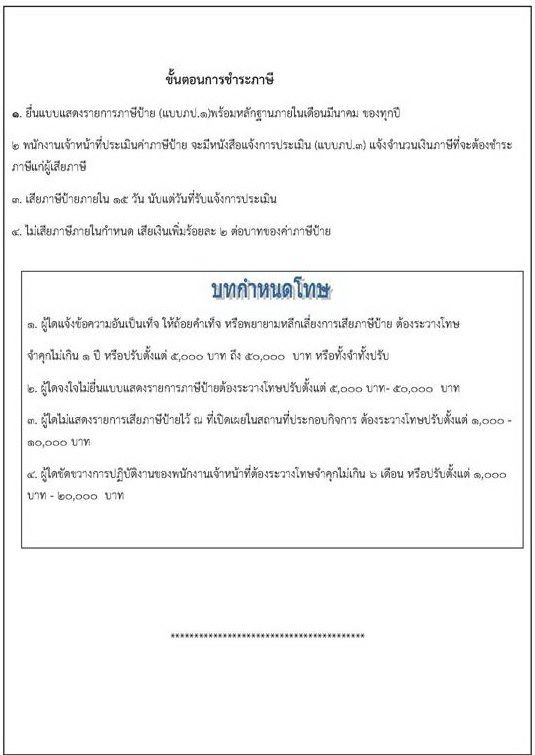 ขั้นตอนการชำระภาษี
๑. ยื่นแบบแสดงรายการภาษีป้าย (แบบภป.๑)พร้อมหลักฐานภายในเดือนมีนาคม ของทุกปี
๒ พนักงานเจ้าหน้าที่ประเมินค่าภาษีป้าย จะมีหนังสือแจ้งการประเมิน (แบบภป.๓) แจ้งจำนวนเงินภาษีที่จะต้องชำระ
ภาษีแก่ผู้เสียภาษี
๓. เสียภาษีป้ายภายใน ๑๕ วัน นับแต่วันที่รับแจ้งการประเมิน
๔. ไม่เสียภาษีภายในกำหนด เสียเงินเพิ่มร้อยละ ๒ ต่อบาทของค่าภาษีป้าย
บทกำหนดโทษ
๑. ผู้ใดแจ้งข้อความอันเป็นเท็จ ให้ถ้อยคำเท็จ หรือพยายามหลีกเลี่ยงการเสียภาษีป้าย ต้องระวางโทษ
จำคุกไม่เกิน ๑ ปี หรือปรับตั้งแต่ ๕,๐๐๐ บาท ถึง ๕๐,๐๐๐ บาท หรือทั้งจำทั้งปรับ
๒. ผู้ใดจงใจไม่ยื่นแบบแสดงรายการภาษีป้ายต้องระวางโทษปรับตั้งแต่ ๕,๐๐๐ บาท- ๕๐,๐๐๐ บาท
๓. ผู้ใดไม่แสดงรายการเสียภาษีป้ายไว้ ณ ที่เปิดเผยในสถานที่ประกอบกิจการ ต้องระวางโทษปรับตั้งแต่ ๑,๐๐๐ -
๑๐,๐๐๐ บาท
๔. ผู้ใดขัดขวางการปฏิบัติงานของพนักงานเจ้าหน้าที่ต้องระวางโทษจำคุกไม่เกิน ๖ เดือน หรือปรับตั้งแต่ ๑,๐๐๐
บาท - ๒๐,๐๐๐ บาท
*****************************************